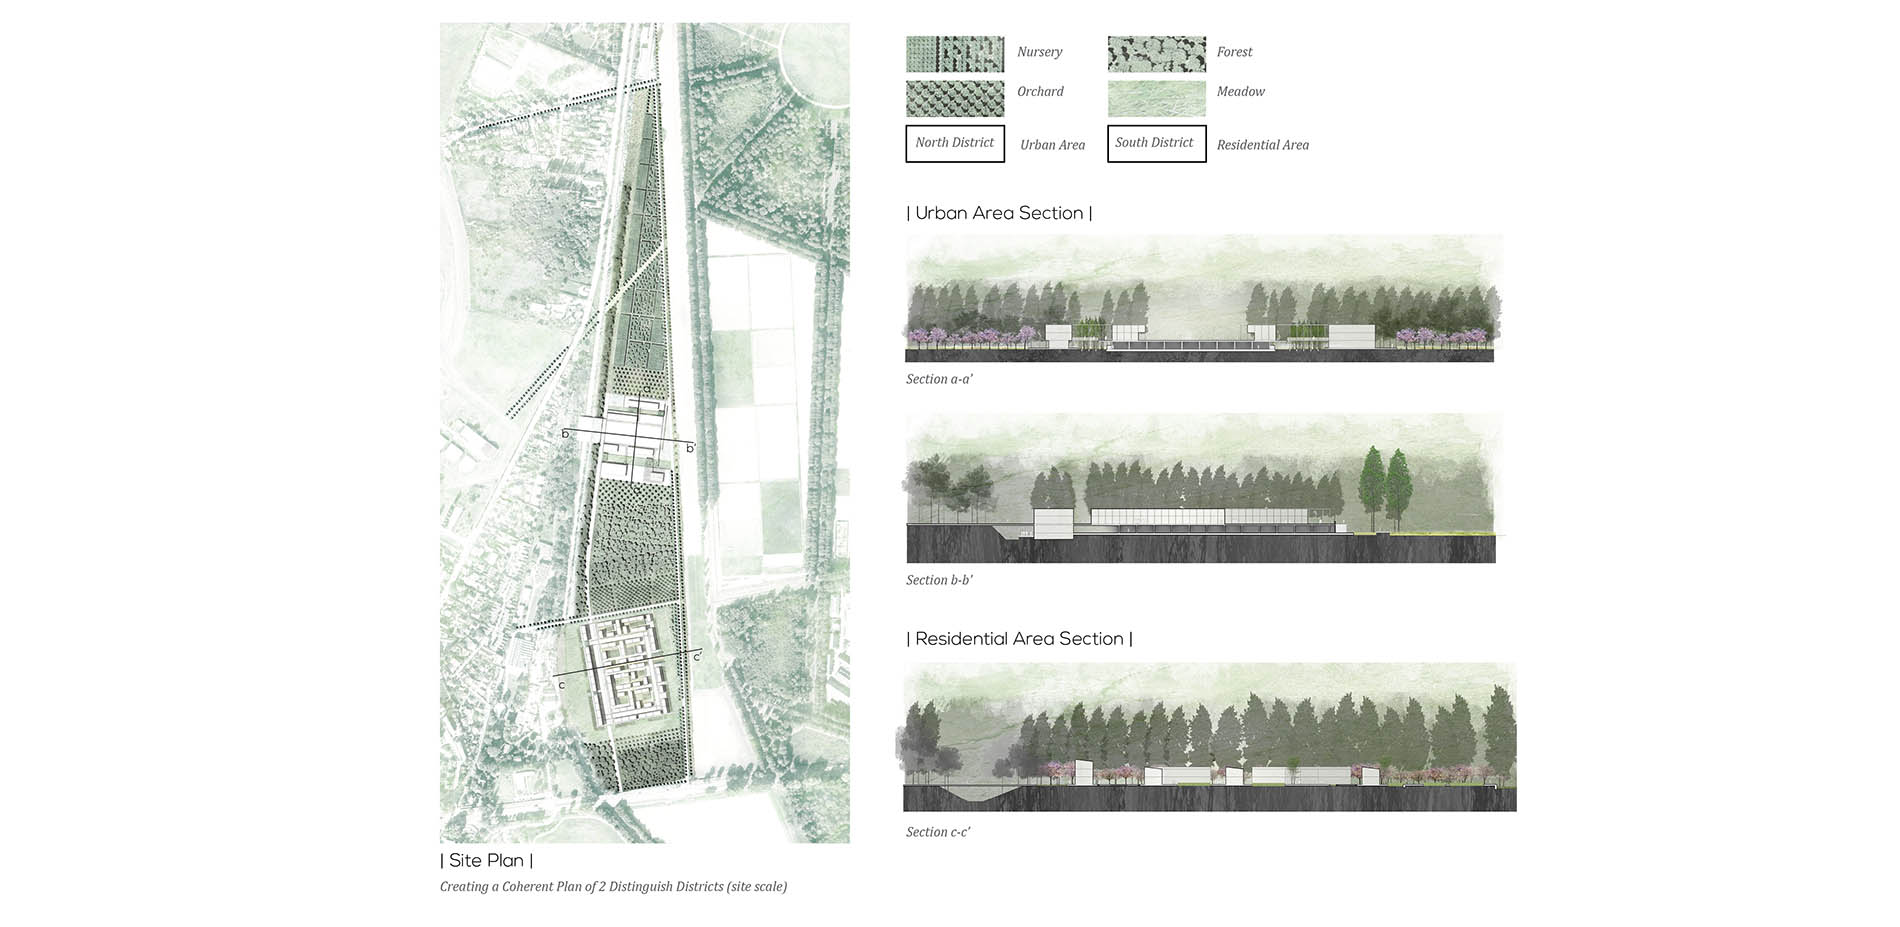 Nursery
Forest
Orchard
Meadow
North District
Urban Area
South District
Residential Area
| Urban Area Section |
Section a-a’
Section b-b’
| Residential Area Section |
Section c-c’
a
b
b’
c
c’
| Site Plan |
Creating a Coherent Plan of 2 Distinguish Districts (site scale)